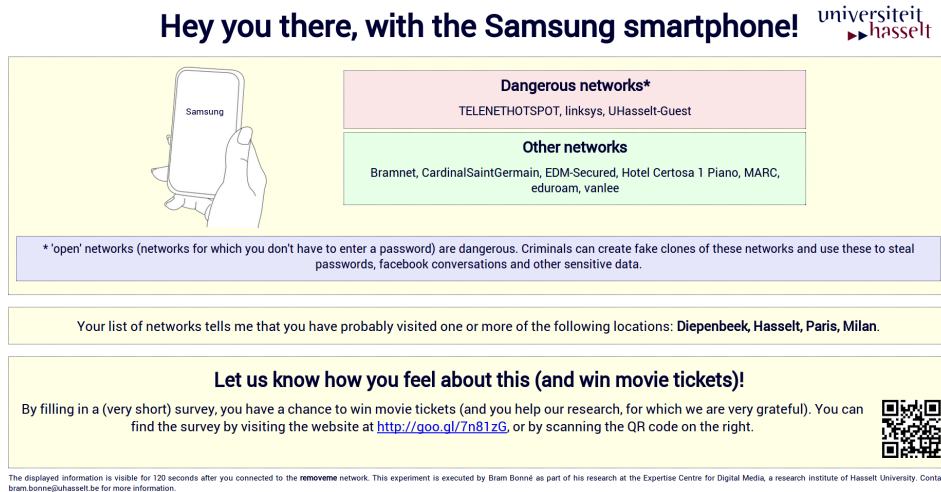 Hey you there, with the Samsung smartphone!
universiteit
hasselt
Samsung
Dangerous networks*
TELENETHOTSPOT, linksys, UHasselt-Guest
Other networks
Bramnet, CardinalSaintGermain, EDM-Secured, Hotel Certosa 1 Piano, MARC,
eduroam, vanlee
* 'open' networks (networks for which you don't have to enter a password) are dangerous. Criminals can create fake clones of these networks and use these to steal
passwords, facebook conversations and other sensitive data.
Your list of networks tells me that you have probably visited one or more of the following locations: Diepenbeek, Hasselt, Paris, Milan.
Let us know how you feel about this (and win movie tickets)!
By filling in a (very short) survey, you have a chance to win movie tickets (and you help our research, for which we are very grateful). You can
find the survey by visiting the website at http://goo.gl/7n81zG, or by scanning the QR code on the right.
The displayed information is visible for 120 seconds after you connected to the removeme network. This experiment is executed by Bram Bonné as part of his research at the Expertise Centre for Digital Media, a research institute of Hasselt University. Conta
bram.bonne@uhasselt.be for more information.